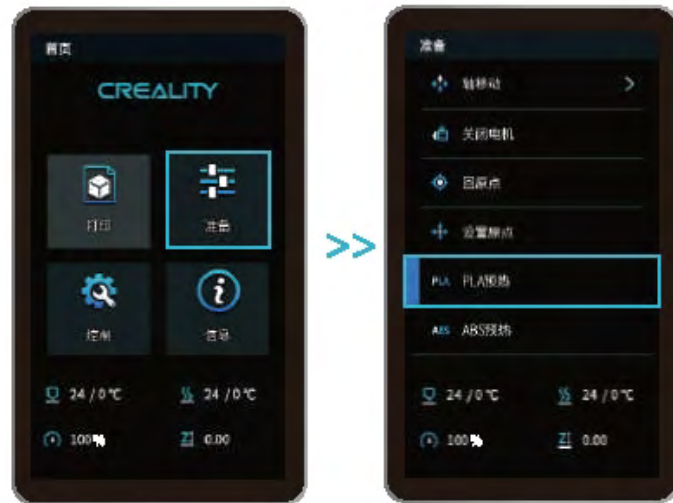 首页
CREALITY
打印
准备
控制
信息
24 / 0 ℃
24 / 0 ℃
100%
0.00
>>
准备
轴移动 >
关闭电机
回原点
设置原点
PLA PLA预热
ABS ABS预热
24 / 0 ℃
24 / 0 ℃
100%
Z 0.00